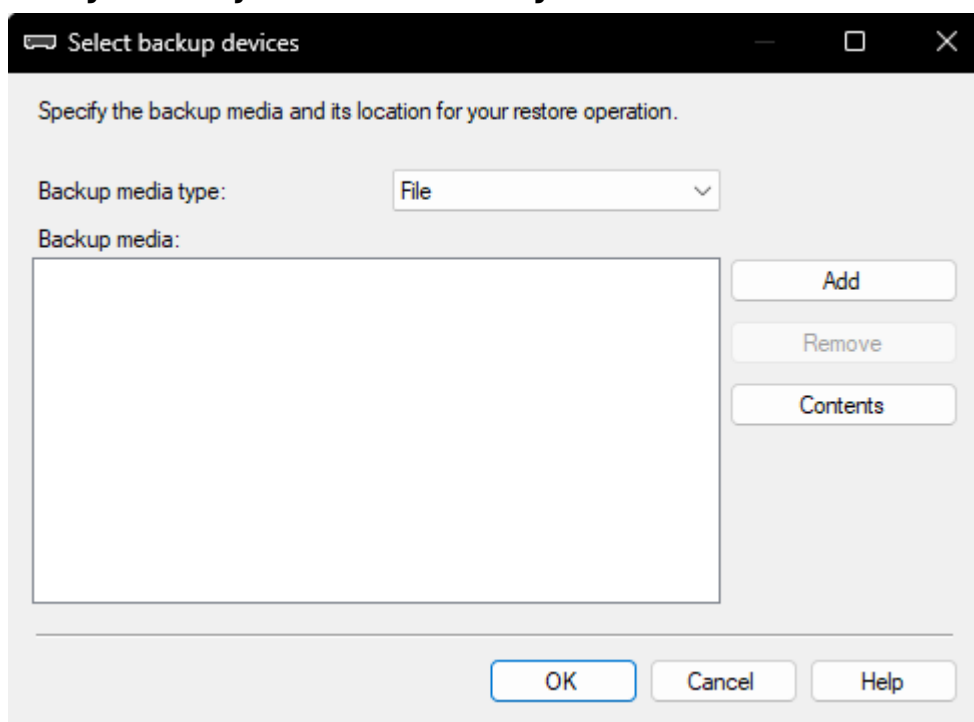 Select backup devices
Specify the backup media and its location for your restore operation.
Backup media type:
File
Backup media:
Add
Remove
Contents
OK
Cancel
Help